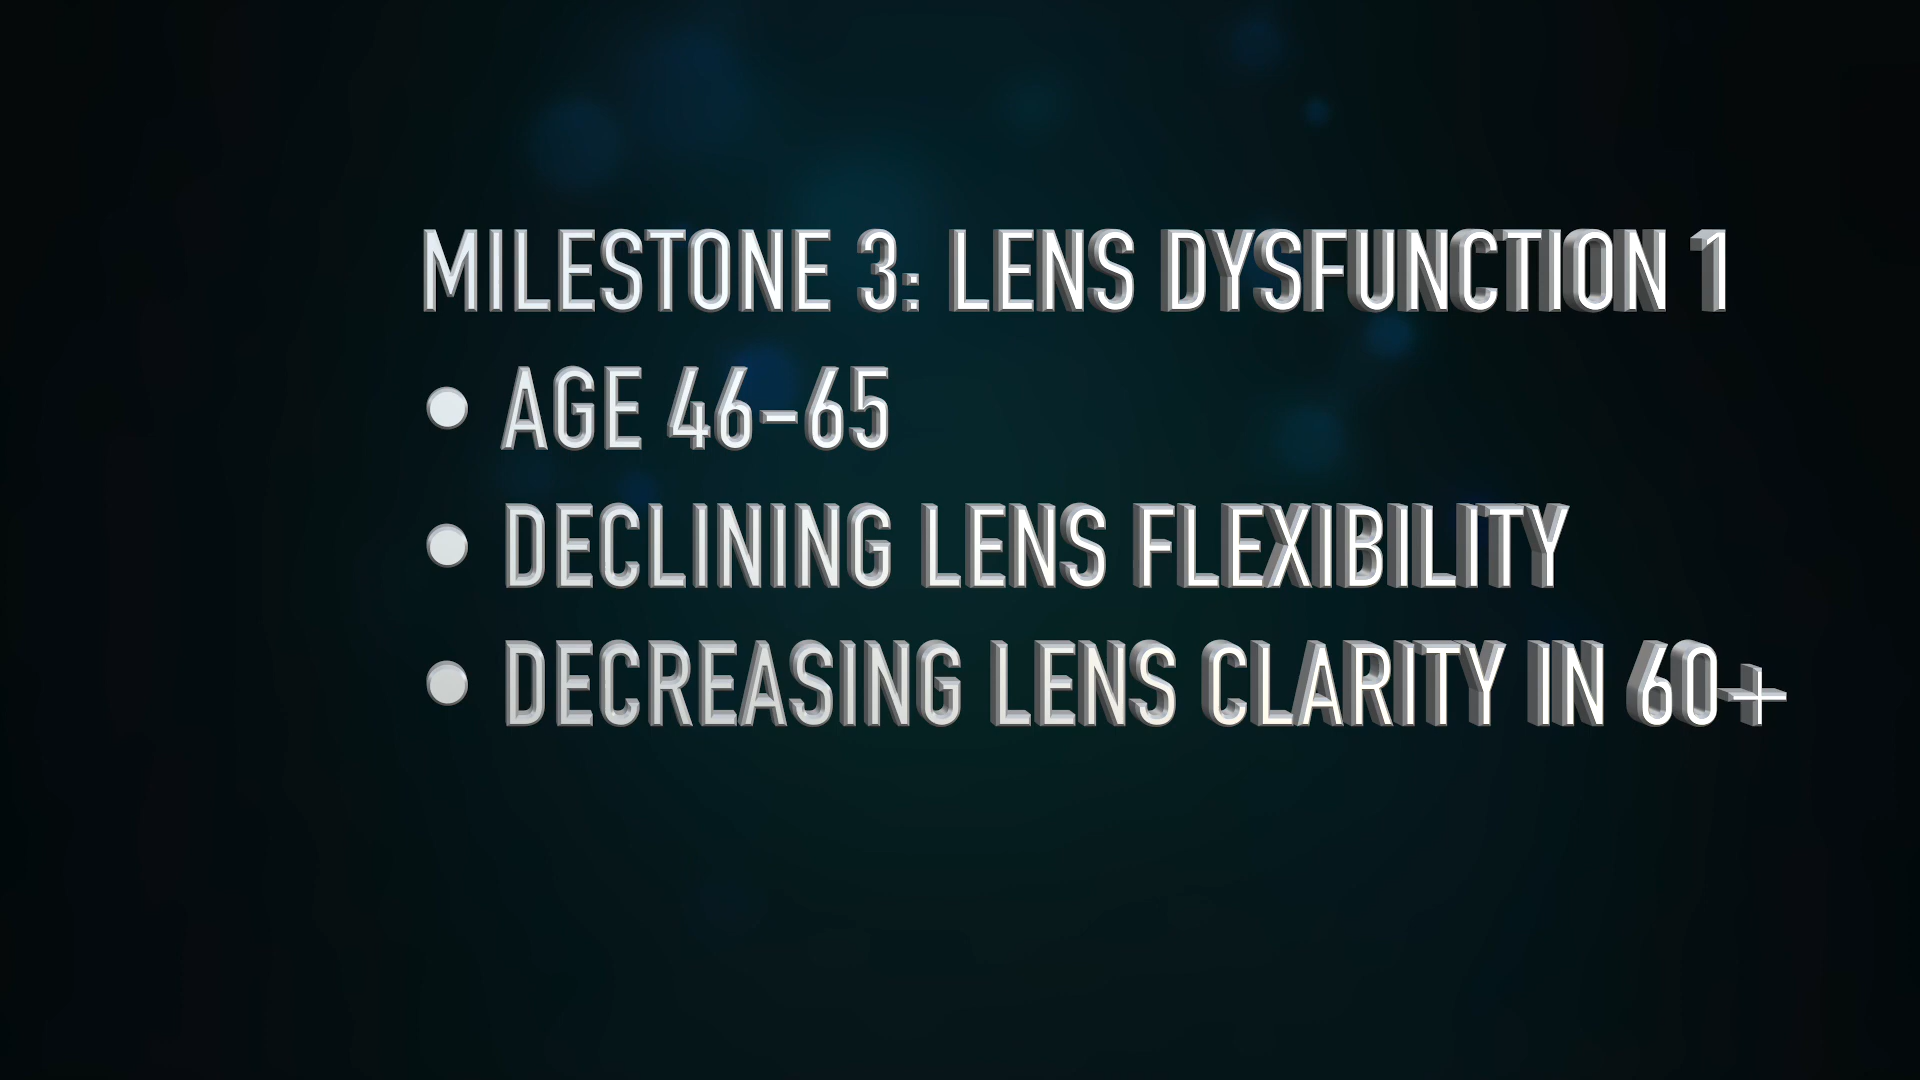 MILESTONE 3: LENS DYSFUNCTION 1
• AGE 46-65
• DECLINING LENS FLEXIBILITY
• DECREASING LENS CLARITY IN 60+